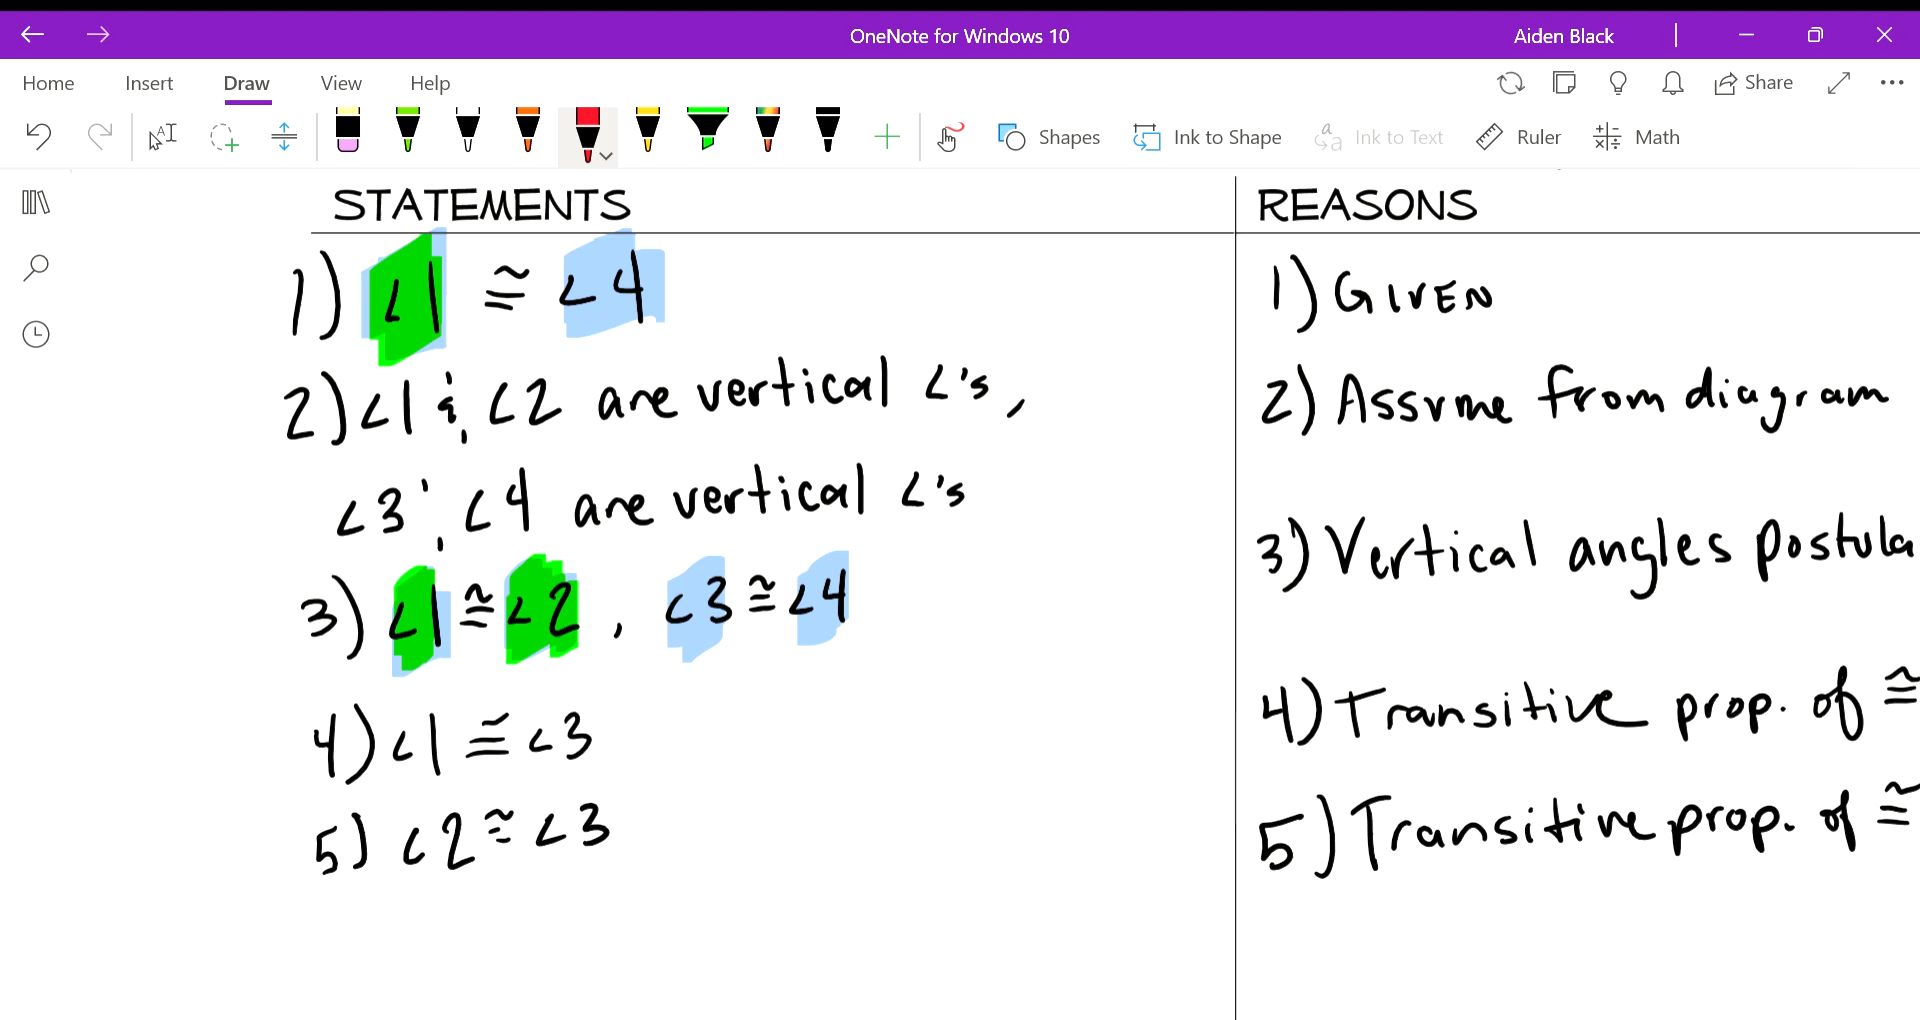 OneNote for Windows 10
Aiden Black
Home Insert Draw View Help
Share
Shapes Ink to Shape Ink to Text Ruler Math
STATEMENTS
1) ∠1 ≅ ∠4
2) ∠1 & ∠2 are vertical ∠'s,
∠3 & ∠4 are vertical ∠'s
3) ∠1 ≅ ∠2, ∠3 ≅ ∠4
4) ∠1 ≅ ∠3
5) ∠2 ≅ ∠3
REASONS
1) GIVEN
2) Assume from diagram
3) Vertical angles postula
4) Transitive prop. of ≅
5) Transitive prop. of ≅